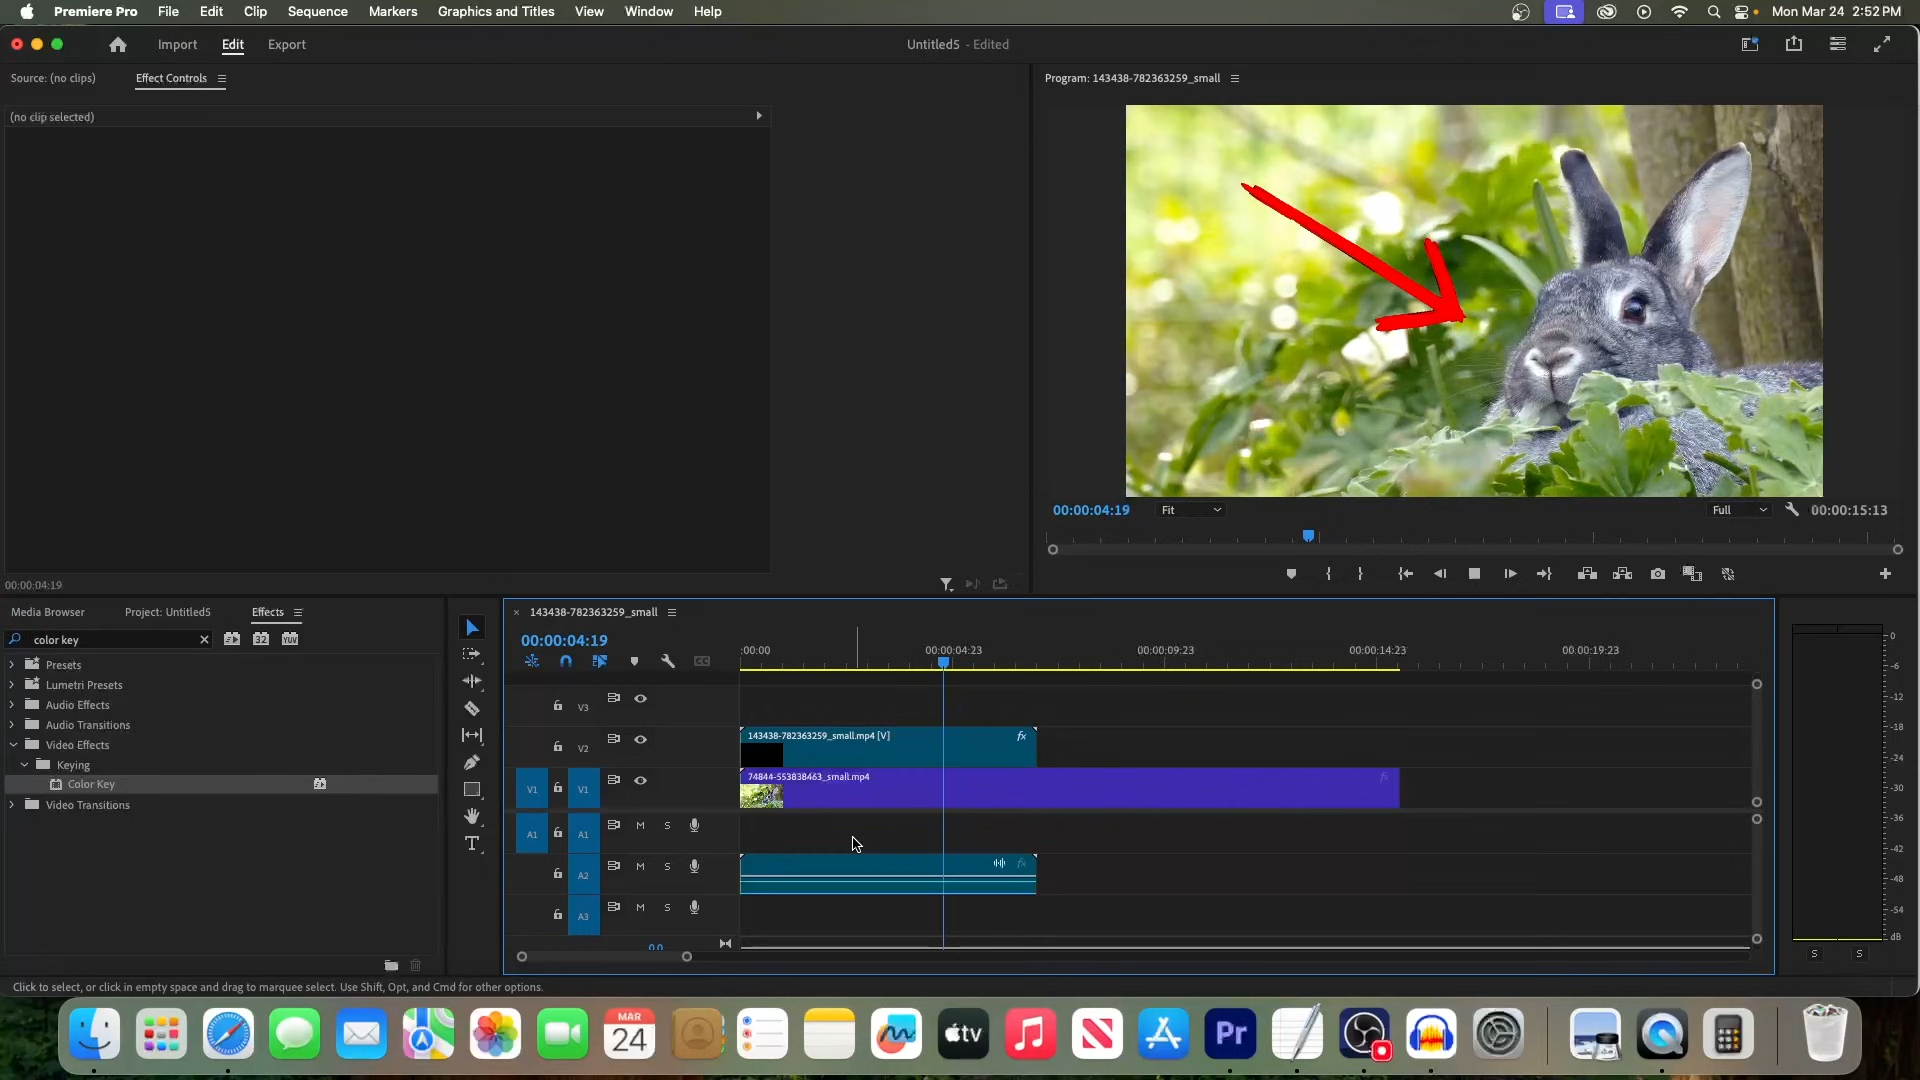 Premiere Pro File Edit Clip Sequence Markers Graphics and Titles View Window Help Mon Mar 24 2:52 PM
Import Edit Export Untitled5 - Edited
Source: (no clips) Effect Controls Program: 143438-782363259_small
(no clip selected)
00:00:04:19 Fit Full 00:00:15:13
00:00:04:19
Media Browser Project: Untitled5 Effects
143438-782363259_small
color key 32 YUV
00:00:04:19
:00:00 00:00:04:23 00:00:09:23 00:00:14:23 00:00:19:23
CC
Presets
Lumetri Presets
Audio Effects
Audio Transitions
Video Effects
Keying
Color Key
Video Transitions
V3
V2 143438-782363259_small.mp4 [V] fx
V1 V1 74844-553838463_small.mp4 fx
A1 A1 M S
A2 M S fx
A3 M S
0.0
0
-6
-12
-18
-24
-30
-36
-42
-48
-54
dB
S S
Click to select, or click in empty space and drag to marquee select. Use Shift, Opt, and Cmd for other options.
MAR
24
tv
Pr